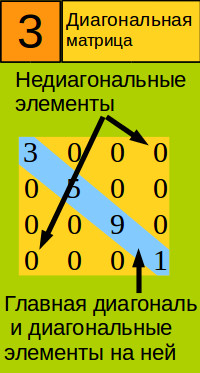 3
Диагональная
матрица
Недиагональные
элементы
3 0 0 0
0 5 0 0
0 0 9 0
0 0 0 1
Главная диагональ
и диагональные
элементы на ней